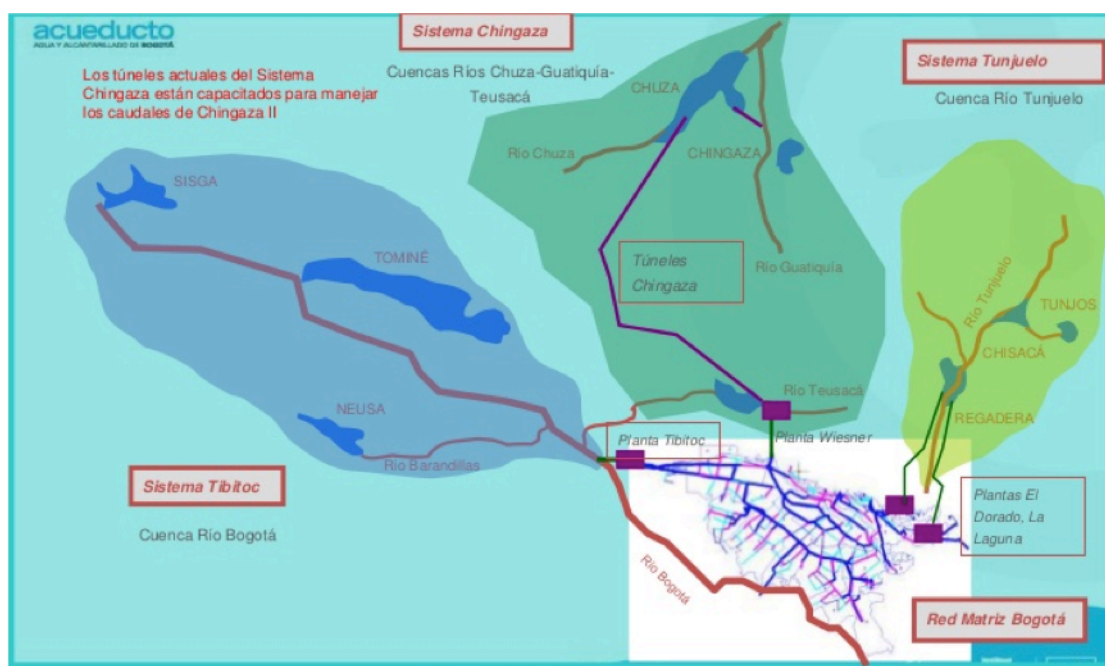 acueducto
AGUA Y ALCANTARILLADO DE BOGOTÁ
Sistema Chingaza
Cuencas Ríos Chuza-Guatiquía-
Teusacá
Sistema Tunjuelo
Cuenca Río Tunjuelo
Los túneles actuales del Sistema
Chingaza están capacitados para manejar
los caudales de Chingaza II
CHUZA
Río Chuza
CHINGAZA
SISGA
TOMINÉ
Túneles
Chingaza
Río Guatiquía
Río Tunjuelo
TUNJOS
CHISACÁ
NEUSA
Río Teusacá
REGADERA
Planta Tibitoc
Planta Wiesner
Río Barandillas
Sistema Tibitoc
Cuenca Río Bogotá
Plantas El
Dorado, La
Laguna
Río Bogotá
Red Matriz Bogotá